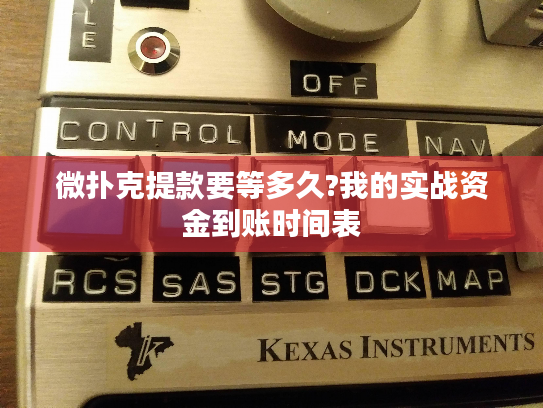 YLE
OFF
CONTROL MODE NAV
微扑克提款要等多久?我的实战资
金到账时间表
RCS SAS STG DCK MAP
K KEXAS INSTRUMENTS